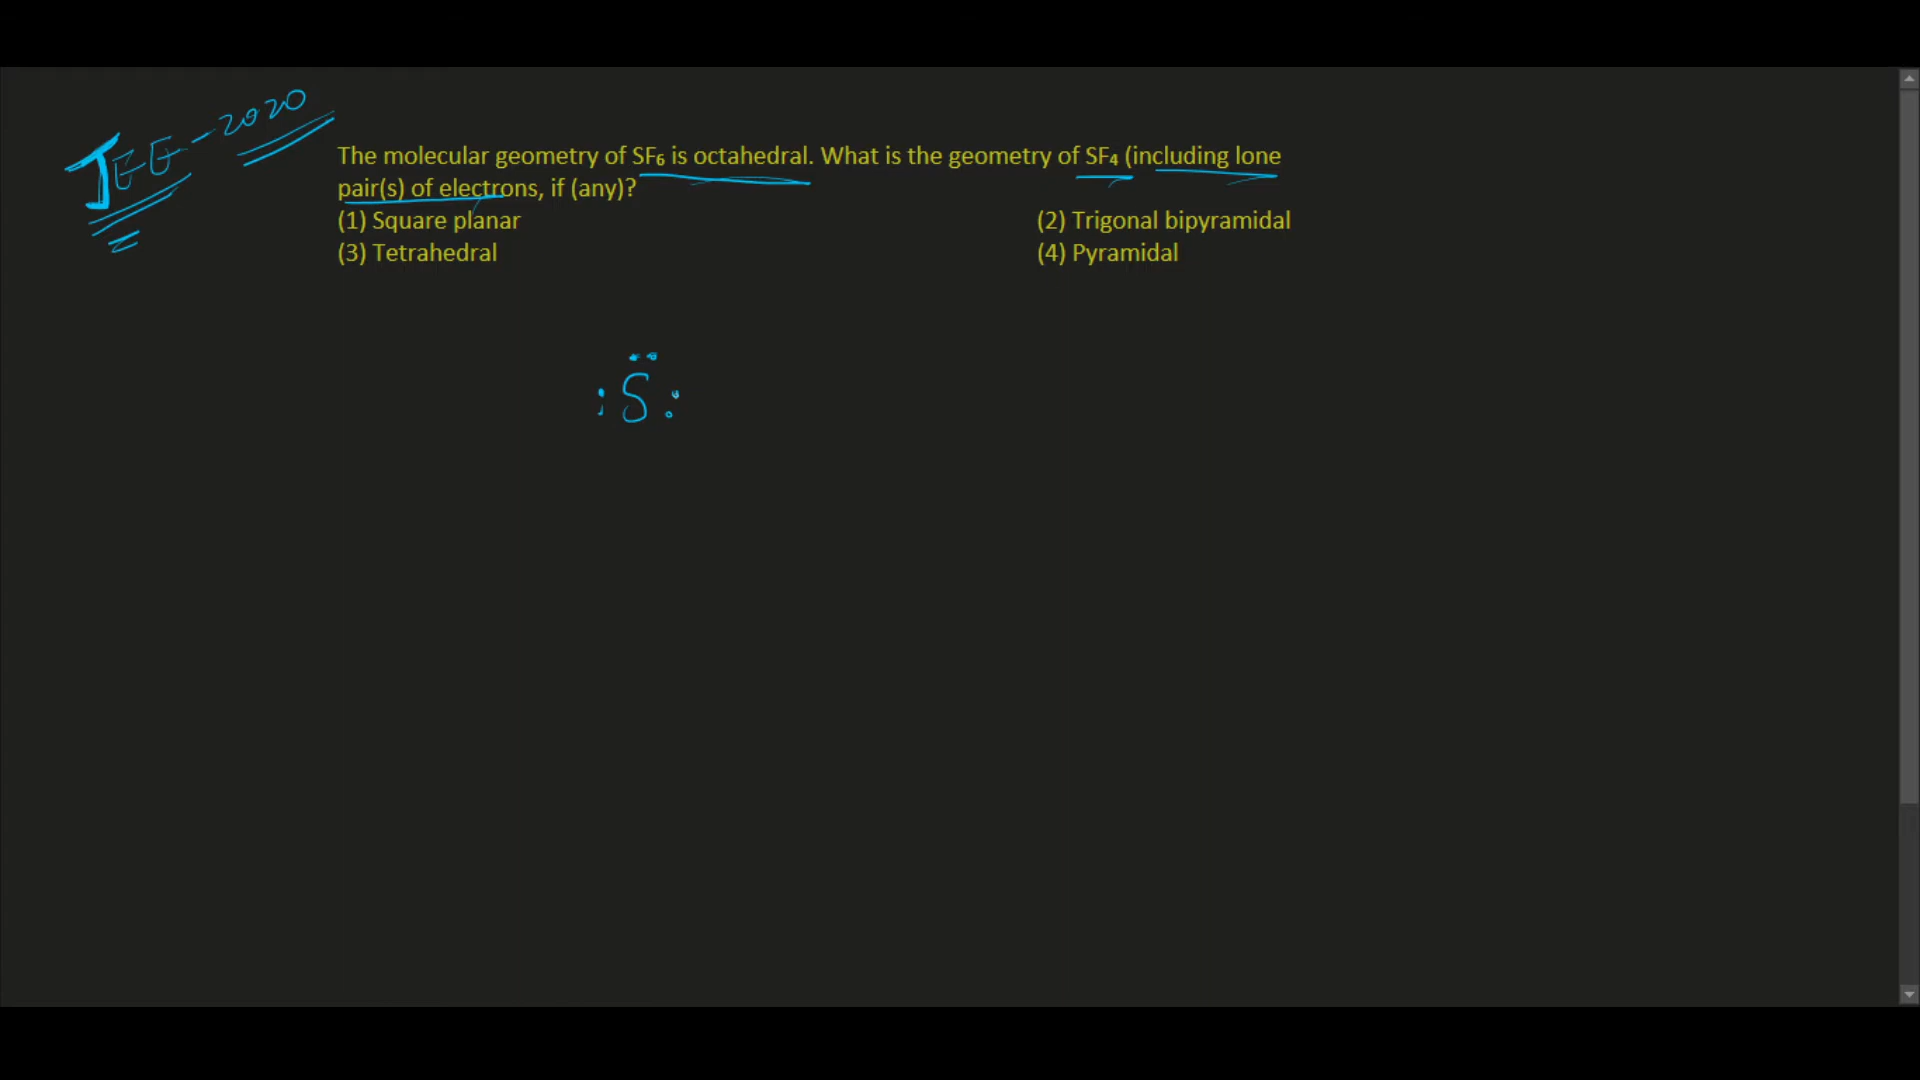 JEE-2020
The molecular geometry of SF₆ is octahedral. What is the geometry of SF₄ (including lone
pair(s) of electrons, if (any)?
(1) Square planar (2) Trigonal bipyramidal
(3) Tetrahedral (4) Pyramidal
S